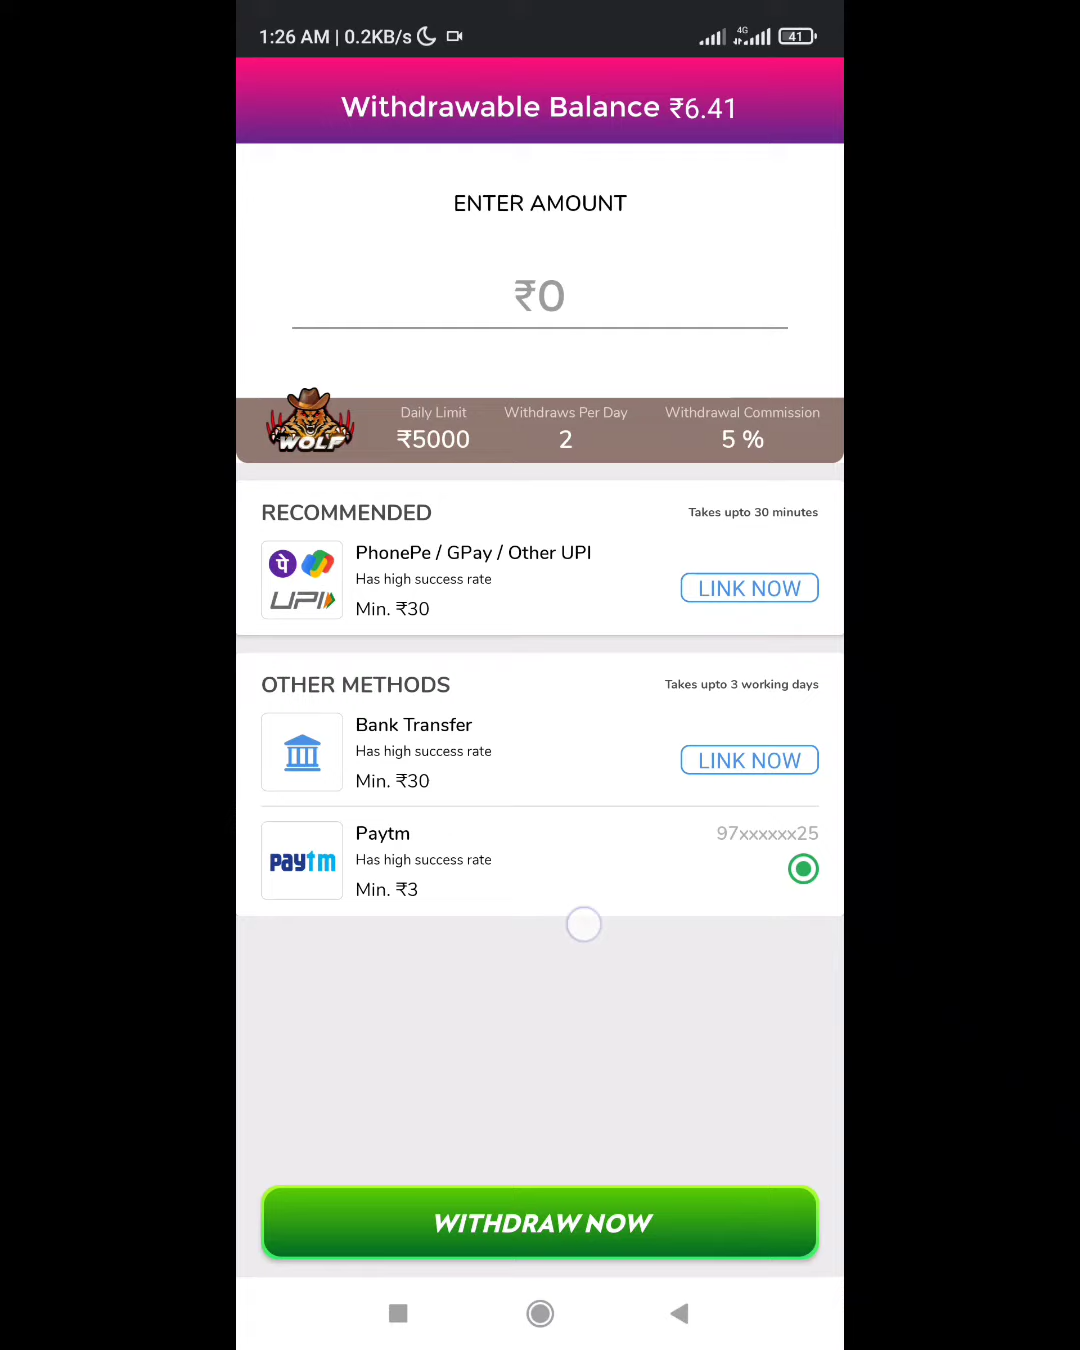 1:26 AM | 0.2KB/s
4G
41
Withdrawable Balance ₹6.41
ENTER AMOUNT
₹0
WOLF
Daily Limit
Withdraws Per Day
Withdrawal Commission
₹5000
2
5 %
RECOMMENDED
Takes upto 30 minutes
PhonePe / GPay / Other UPI
Has high success rate
Min. ₹30
पे
UPI
LINK NOW
OTHER METHODS
Takes upto 3 working days
Bank Transfer
Has high success rate
Min. ₹30
LINK NOW
Paytm
97xxxxxx25
Has high success rate
paytm
Min. ₹3
WITHDRAW NOW